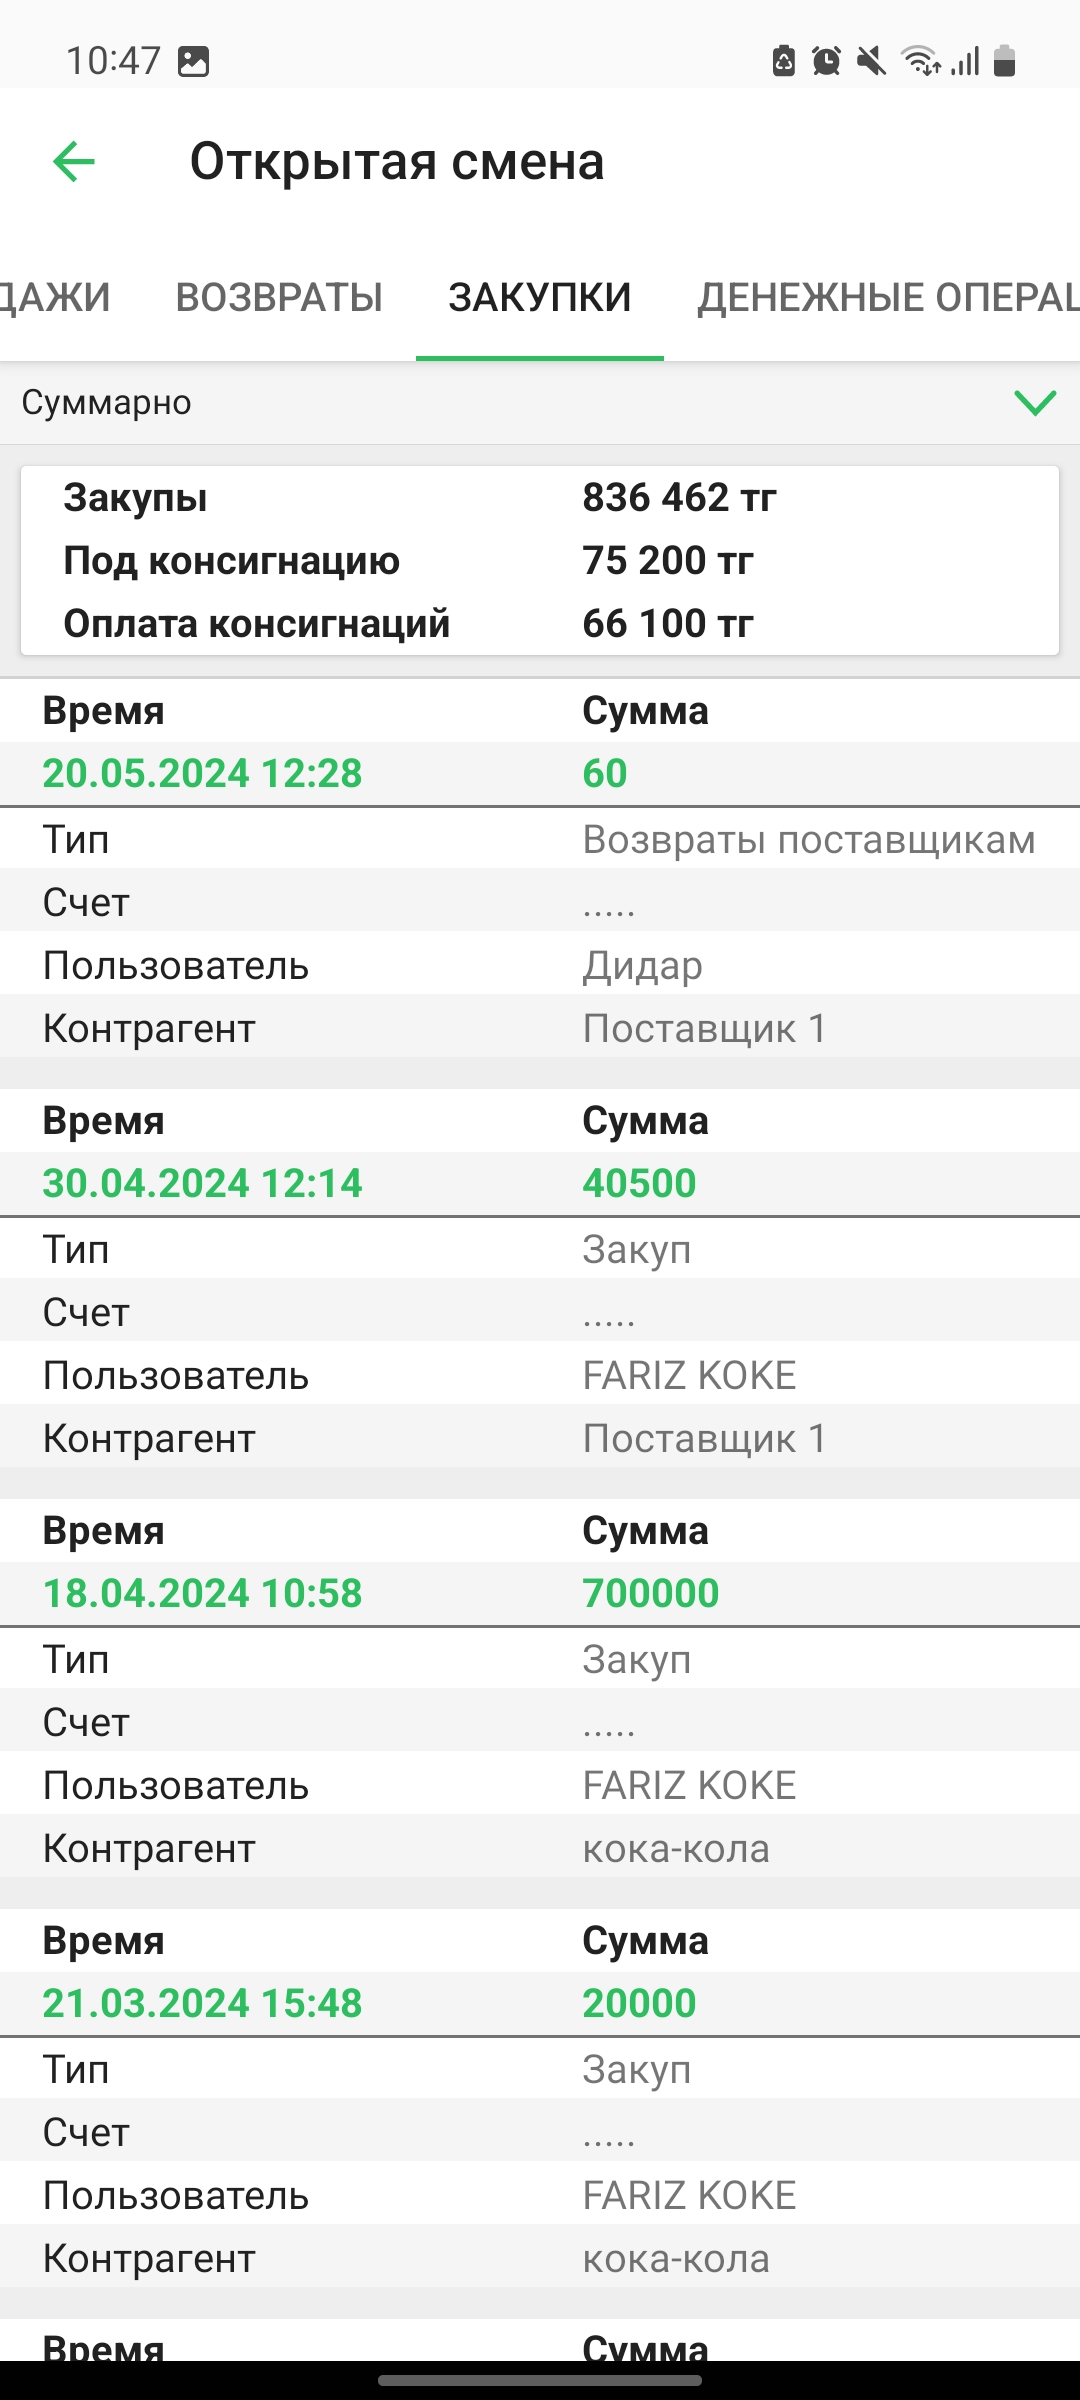 10:47
Открытая смена
ДАЖИ ВОЗВРАТЫ ЗАКУПКИ ДЕНЕЖНЫЕ ОПЕРАЦ
Суммарно
Закупы 836 462 тг
Под консигнацию 75 200 тг
Оплата консигнаций 66 100 тг
Время Сумма
20.05.2024 12:28 60
Тип Возвраты поставщикам
Счет .....
Пользователь Дидар
Контрагент Поставщик 1
Время Сумма
30.04.2024 12:14 40500
Тип Закуп
Счет .....
Пользователь FARIZ KOKE
Контрагент Поставщик 1
Время Сумма
18.04.2024 10:58 700000
Тип Закуп
Счет .....
Пользователь FARIZ KOKE
Контрагент кока-кола
Время Сумма
21.03.2024 15:48 20000
Тип Закуп
Счет .....
Пользователь FARIZ KOKE
Контрагент кока-кола
Время Сумма